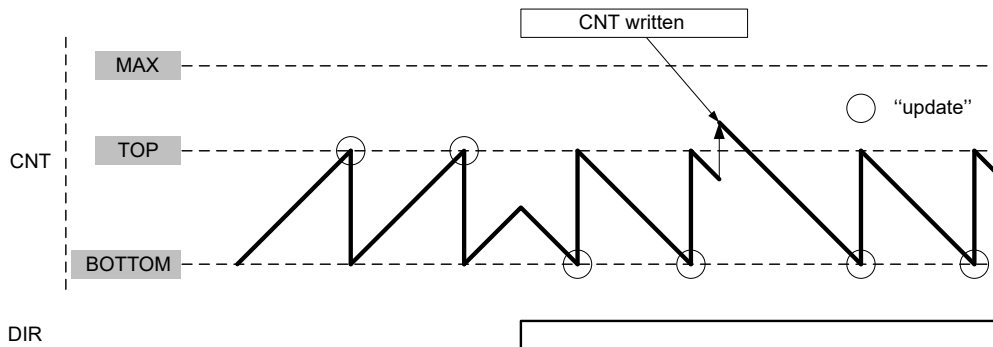 CNT written
MAX
‘‘update’’
TOP
CNT
BOTTOM
DIR